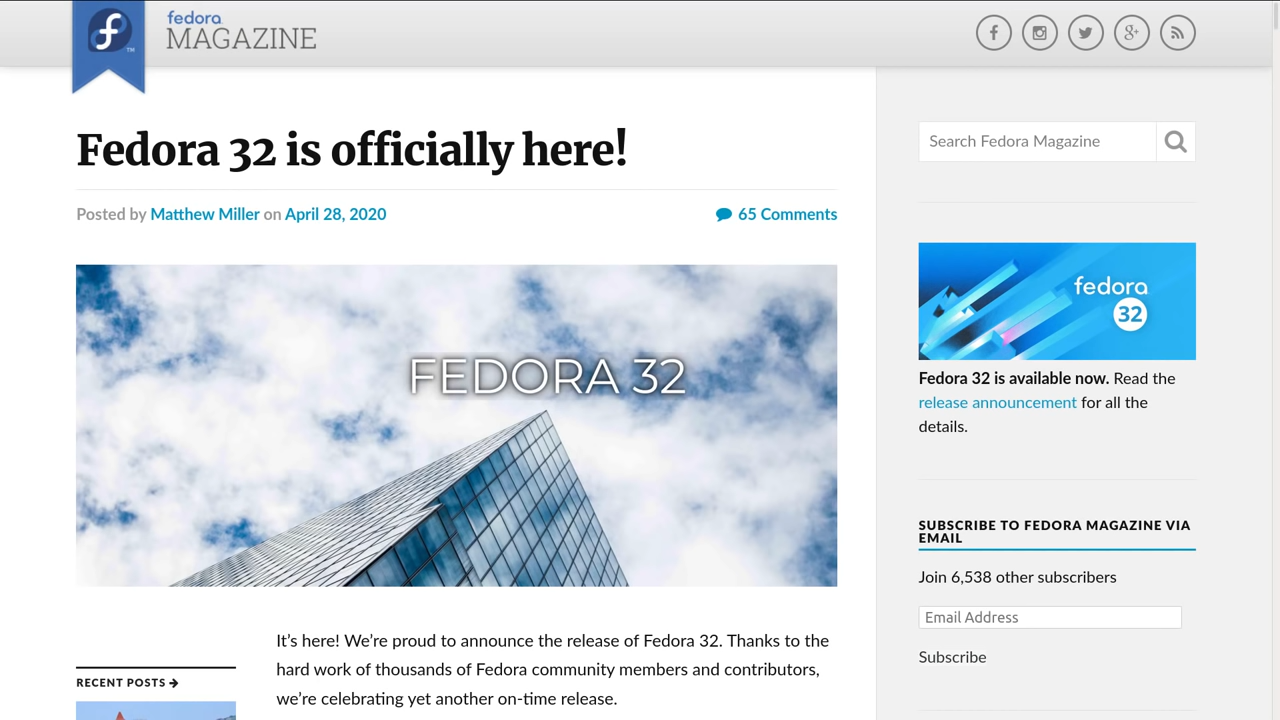 fedora
MAGAZINE
Fedora 32 is officially here!
Posted by Matthew Miller on April 28, 2020
65 Comments
FEDORA 32
RECENT POSTS
It’s here! We’re proud to announce the release of Fedora 32. Thanks to the
hard work of thousands of Fedora community members and contributors,
we’re celebrating yet another on-time release.
Search Fedora Magazine
fedora
32
Fedora 32 is available now. Read the
release announcement for all the
details.
SUBSCRIBE TO FEDORA MAGAZINE VIA
EMAIL
Join 6,538 other subscribers
Email Address
Subscribe